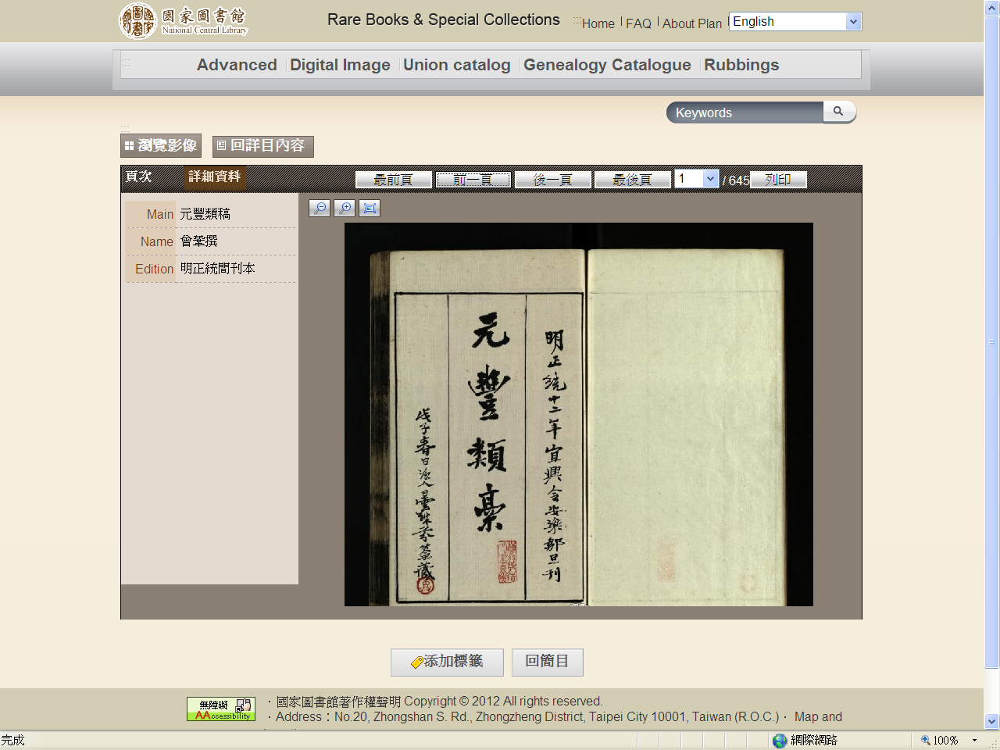 國家圖書館
National Central Library
Rare Books & Special Collections
Home
FAQ
About Plan
English
Advanced
Digital Image
Union catalog
Genealogy Catalogue
Rubbings
Keywords
瀏覽影像
回詳目內容
頁次
詳細資料
最前頁
前一頁
後一頁
最後頁
1
/ 645
列印
Main 元豐類稿
Name 曾鞏撰
Edition 明正統間刊本
明正統十二年宜興令安樂鄒旦刊
元豐類稾
戊子春日
添加標籤
回簡目
無障礙
AAccessibility
．國家圖書館著作權聲明 Copyright © 2012 All rights reserved.
．Address：No.20, Zhongshan S. Rd., Zhongzheng District, Taipei City 10001, Taiwan (R.O.C.)． Map and
完成
網際網路
100%